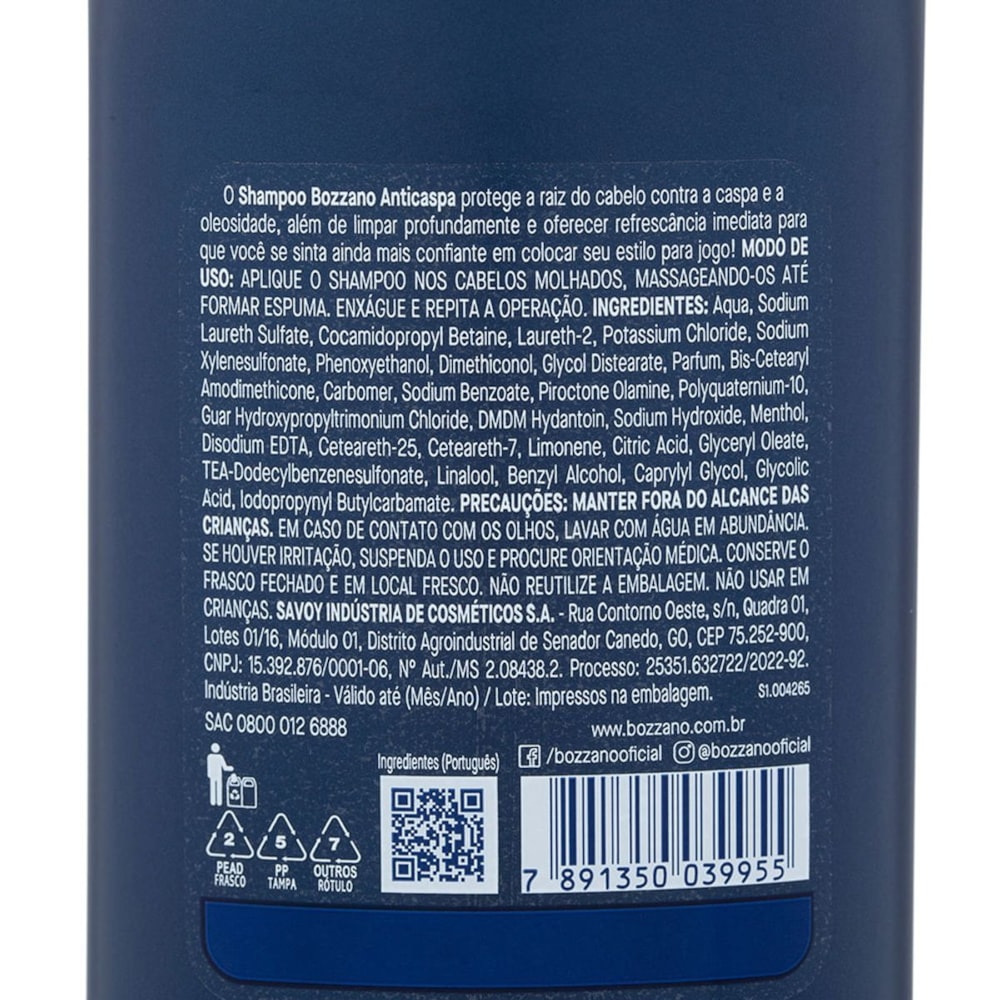 O Shampoo Bozzano Anticaspa protege a raiz do cabelo contra a caspa e a
oleosidade, além de limpar profundamente e oferecer refrescância imediata para
que você se sinta ainda mais confiante em colocar seu estilo para jogo! MODO DE
USO: APLIQUE O SHAMPOO NOS CABELOS MOLHADOS, MASSAGEANDO-OS ATÉ
FORMAR ESPUMA. ENXÁGUE E REPITA A OPERAÇÃO. INGREDIENTES: Aqua, Sodium
Laureth Sulfate, Cocamidopropyl Betaine, Laureth-2, Potassium Chloride, Sodium
Xylenesulfonate, Phenoxyethanol, Dimethiconol, Glycol Distearate, Parfum, Bis-Cetearyl
Amodimethicone, Carbomer, Sodium Benzoate, Piroctone Olamine, Polyquaternium-10,
Guar Hydroxypropyltrimonium Chloride, DMDM Hydantoin, Sodium Hydroxide, Menthol,
Disodium EDTA, Ceteareth-25, Ceteareth-7, Limonene, Citric Acid, Glyceryl Oleate,
TEA-Dodecylbenzenesulfonate, Linalool, Benzyl Alcohol, Caprylyl Glycol, Glycolic
Acid, Iodopropynyl Butylcarbamate. PRECAUÇÕES: MANTER FORA DO ALCANCE DAS
CRIANÇAS. EM CASO DE CONTATO COM OS OLHOS, LAVAR COM ÁGUA EM ABUNDÂNCIA.
SE HOUVER IRRITAÇÃO, SUSPENDA O USO E PROCURE ORIENTAÇÃO MÉDICA. CONSERVE O
FRASCO FECHADO E EM LOCAL FRESCO. NÃO REUTILIZE A EMBALAGEM. NÃO USAR EM
CRIANÇAS. SAVOY INDÚSTRIA DE COSMÉTICOS S.A. - Rua Contorno Oeste, s/n, Quadra 01,
Lotes 01/16, Módulo 01, Distrito Agroindustrial de Senador Canedo, GO, CEP 75.252-900,
CNPJ: 15.392.876/0001-06, Nº Aut./MS 2.08438.2. Processo: 25351.632722/2022-92.
Indústria Brasileira - Válido até (Mês/Ano) / Lote: Impressos na embalagem. S1.004265
SAC 0800 012 6888
www.bozzano.com.br
/bozzanooficial @bozzanooficial
Ingredientes (Português)
2 5 7
PEAD PP OUTROS
FRASCO TAMPA RÓTULO
7 891350 039955